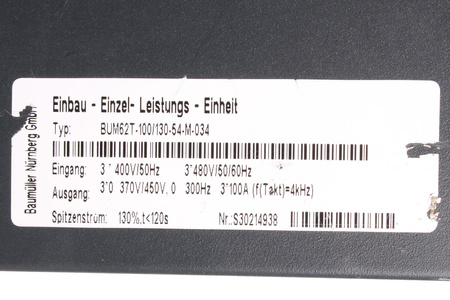 Baumüller Nürnberg GmbH
Einbau - Einzel- Leistungs - Einheit
Typ: BUM62T-100/130-54-M-034
Eingang: 3~400V/50Hz 3~480V/50/60Hz
Ausgang: 3~0 370V/450V. 0 300Hz 3~100A (f(Takt)=4kHz)
Spitzenstrom: 130%,t<120s Nr.:S30214938